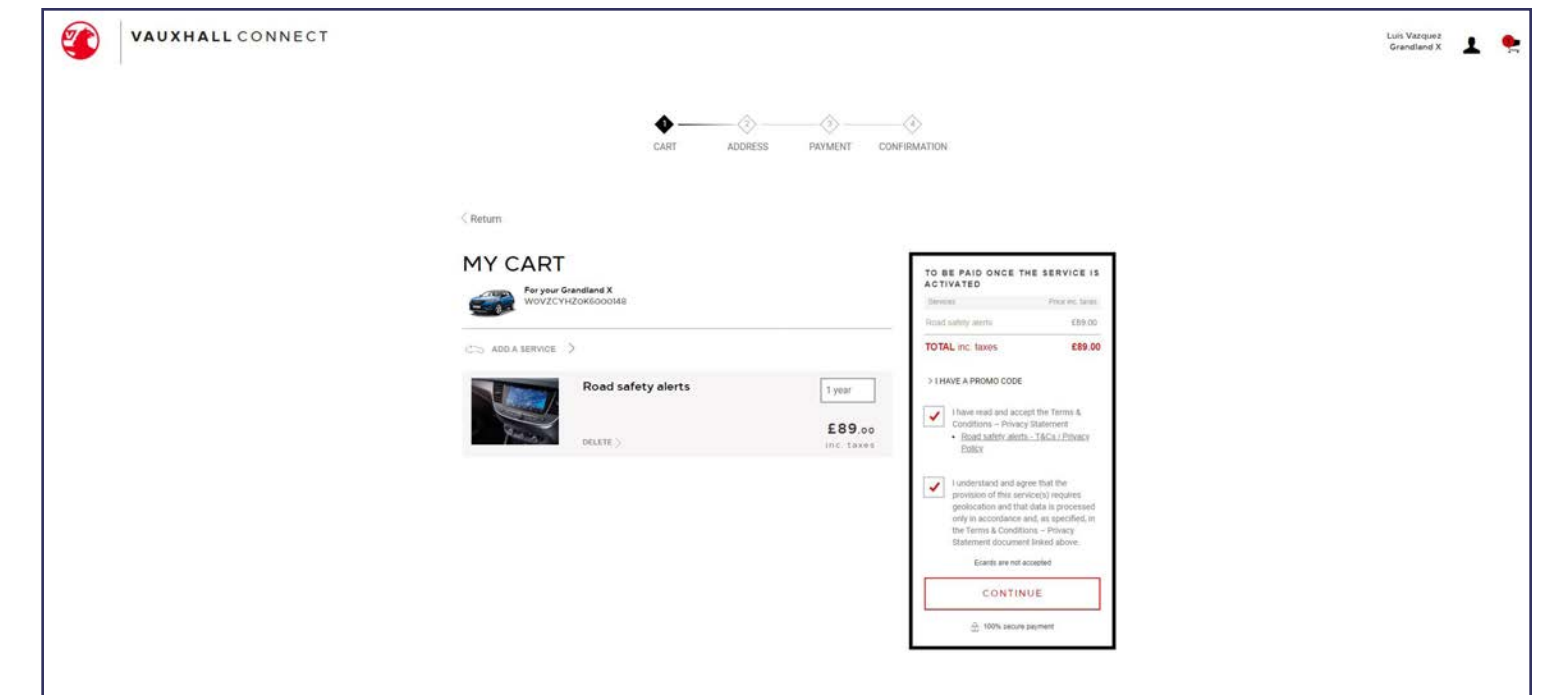 VAUXHALL CONNECT
Luis Vazquez
Grandland X
1
2
3
4
CART
ADDRESS
PAYMENT
CONFIRMATION
< Return
MY CART
For your Grandland X
W0VZCYHZ0K6000148
ADD A SERVICE >
Road safety alerts
1 year
£89.00
inc. taxes
DELETE >
TO BE PAID ONCE THE SERVICE IS
ACTIVATED
Services Price inc. taxes
Road safety alerts £89.00
TOTAL inc. taxes £89.00
> I HAVE A PROMO CODE
I have read and accept the Terms &
Conditions – Privacy Statement
• Road safety alerts - T&Cs / Privacy
Policy
I understand and agree that the
provision of this service(s) requires
geolocation and that data is processed
only in accordance and, as specified, in
the Terms & Conditions – Privacy
Statement document linked above.
Ecards are not accepted
CONTINUE
100% secure payment